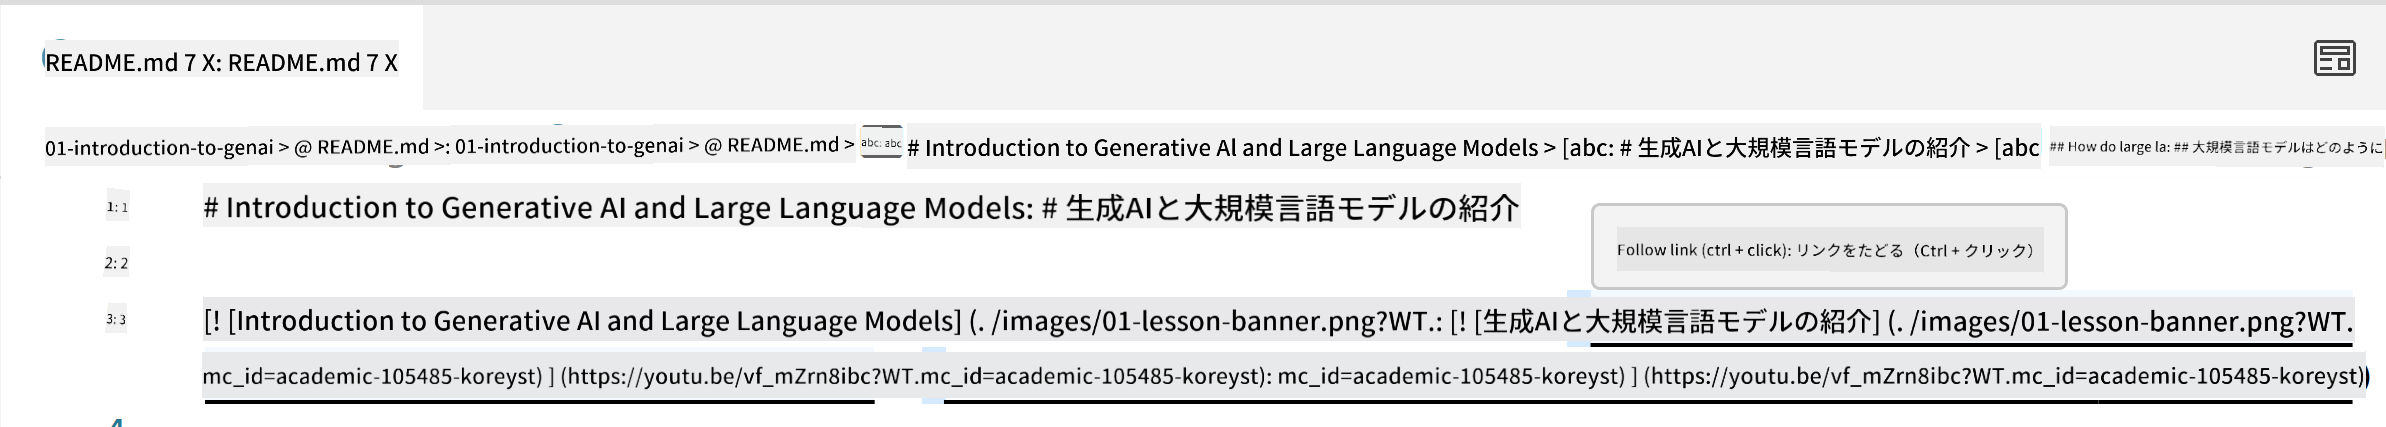 README.md 7 X: README.md 7 X
01-introduction-to-genai > @ README.md >: 01-introduction-to-genai > @ README.md > abc: abc # Introduction to Generative Al and Large Language Models > [abc: # 生成AIと大規模言語モデルの紹介 > [abc ## How do large la: ## 大規模言語モデルはどのように
1: 1 # Introduction to Generative AI and Large Language Models: # 生成AIと大規模言語モデルの紹介
Follow link (ctrl + click): リンクをたどる（Ctrl + クリック）
2: 2
3: 3 [! [Introduction to Generative AI and Large Language Models] (. /images/01-lesson-banner.png?WT.: [! [生成AIと大規模言語モデルの紹介] (. /images/01-lesson-banner.png?WT.
mc_id=academic-105485-koreyst) ] (https://youtu.be/vf_mZrn8ibc?WT.mc_id=academic-105485-koreyst): mc_id=academic-105485-koreyst) ] (https://youtu.be/vf_mZrn8ibc?WT.mc_id=academic-105485-koreyst))